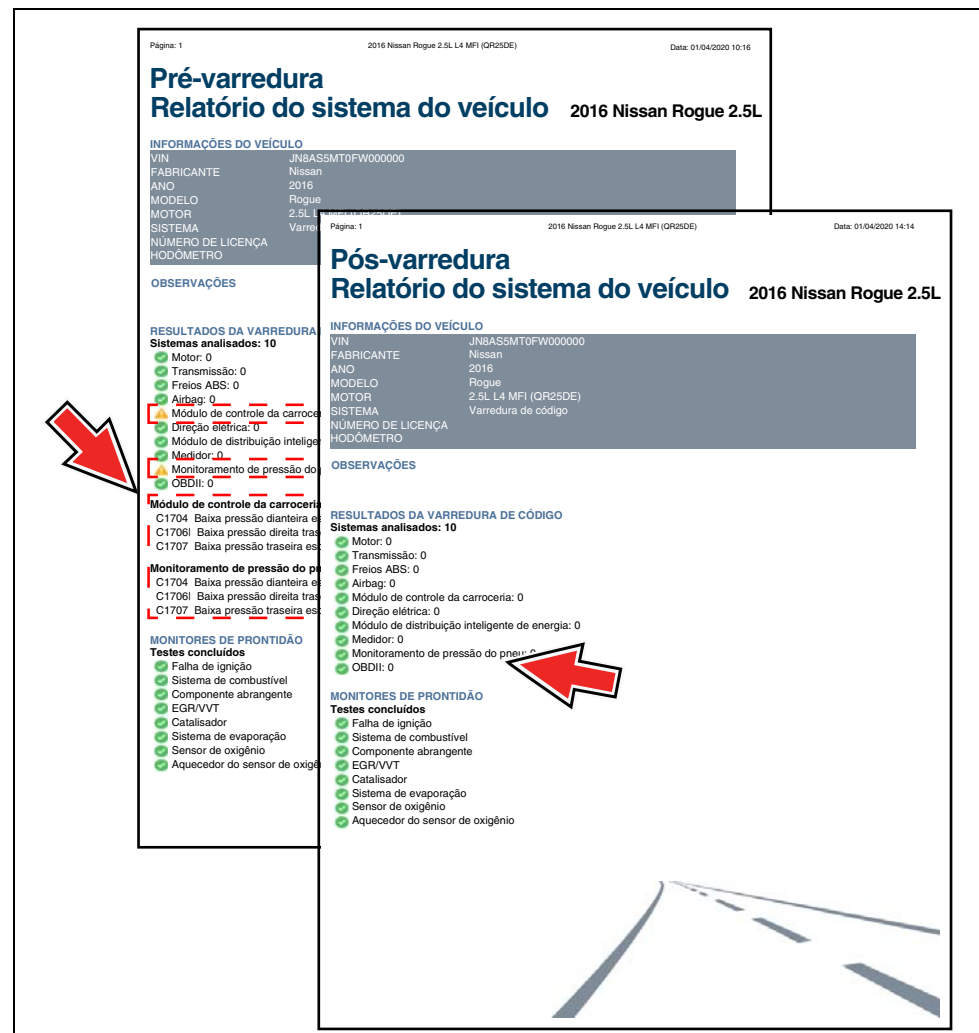 Página: 1 2016 Nissan Rogue 2.5L L4 MFI (QR25DE) Data: 01/04/2020 10:16
Pré-varredura
Relatório do sistema do veículo 2016 Nissan Rogue 2.5L
INFORMAÇÕES DO VEÍCULO
VIN JN8AS5MT0FW000000
FABRICANTE Nissan
ANO 2016
MODELO Rogue
MOTOR 2.5L L4 MFI (QR25DE)
SISTEMA
NÚMERO DE LICENÇA
HODÔMETRO
OBSERVAÇÕES
RESULTADOS DA VARREDURA
Sistemas analisados: 10
Motor: 0
Transmissão: 0
Freios ABS: 0
Airbag: 0
Módulo de controle da
Direção elétrica: 0
Módulo de distribuição
Medidor: 0
Monitoramento de pressão do
OBDII: 0
Módulo de controle da carroceria
C1704 Baixa pressão dianteira
C1706l Baixa pressão direita
C1707 Baixa pressão traseira
Monitoramento de pressão do
C1704 Baixa pressão dianteira
C1706l Baixa pressão direita
C1707 Baixa pressão traseira
MONITORES DE PRONTIDÃO
Testes concluídos
Falha de ignição
Sistema de combustível
Componente abrangente
EGR/VVT
Catalisador
Sistema de evaporação
Sensor de oxigênio
Aquecedor do sensor de
Página: 1 2016 Nissan Rogue 2.5L L4 MFI (QR25DE) Data: 01/04/2020 14:14
Pós-varredura
Relatório do sistema do veículo 2016 Nissan Rogue 2.5L
INFORMAÇÕES DO VEÍCULO
VIN JN8AS5MT0FW000000
FABRICANTE Nissan
ANO 2016
MODELO Rogue
MOTOR 2.5L L4 MFI (QR25DE)
SISTEMA Varredura de código
NÚMERO DE LICENÇA
HODÔMETRO
OBSERVAÇÕES
RESULTADOS DA VARREDURA DE CÓDIGO
Sistemas analisados: 10
Motor: 0
Transmissão: 0
Freios ABS: 0
Airbag: 0
Módulo de controle da carroceria: 0
Direção elétrica: 0
Módulo de distribuição inteligente de energia: 0
Medidor: 0
Monitoramento de pressão do pneu: 0
OBDII: 0
MONITORES DE PRONTIDÃO
Testes concluídos
Falha de ignição
Sistema de combustível
Componente abrangente
EGR/VVT
Catalisador
Sistema de evaporação
Sensor de oxigênio
Aquecedor do sensor de oxigênio